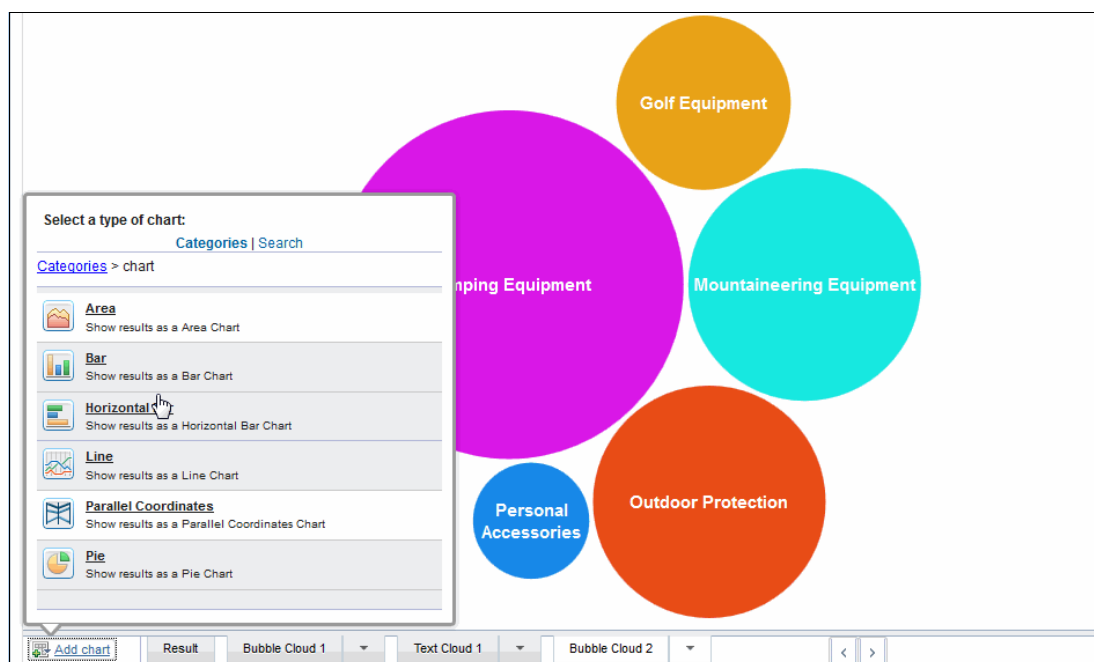 Golf Equipment
Select a type of chart:
Categories | Search
Categories > chart
mping Equipment
Mountaineering Equipment
Area
Show results as a Area Chart
Bar
Show results as a Bar Chart
Horizontal
Show results as a Horizontal Bar Chart
Line
Show results as a Line Chart
Parallel Coordinates
Show results as a Parallel Coordinates Chart
Pie
Show results as a Pie Chart
Personal
Accessories
Outdoor Protection
Add chart
Result
Bubble Cloud 1
Text Cloud 1
Bubble Cloud 2